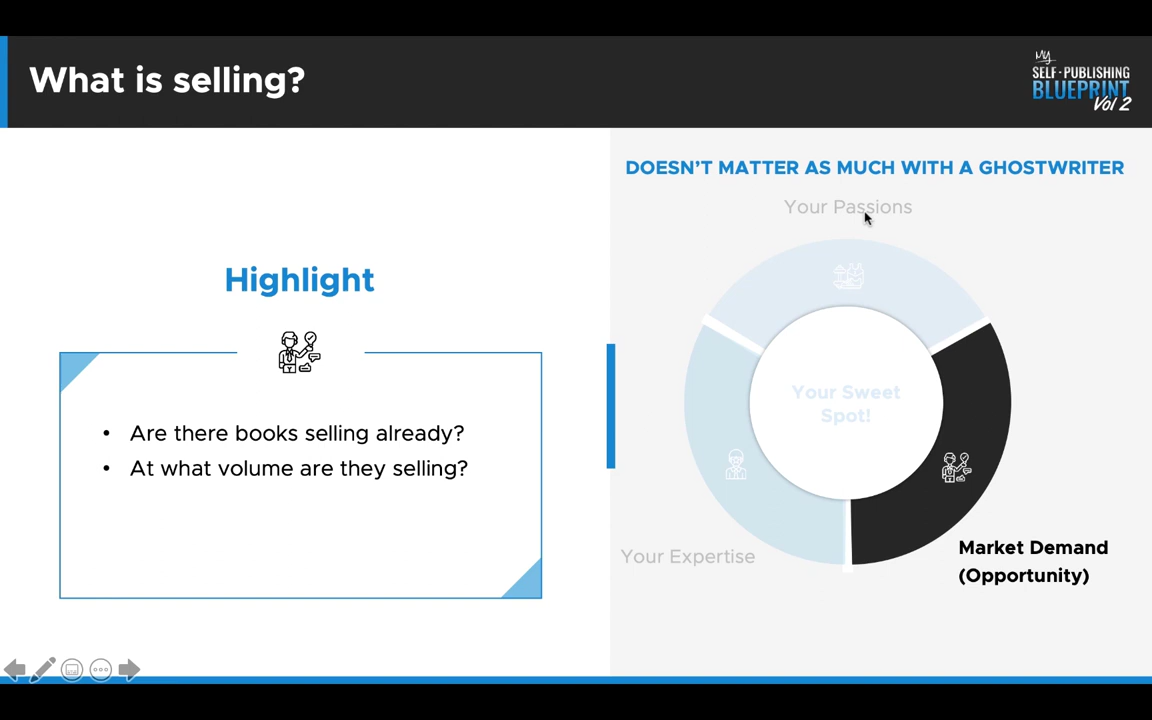 What is selling?
My
SELF-PUBLISHING
BLUEPRINT
Vol 2
Highlight
• Are there books selling already?
• At what volume are they selling?
DOESN'T MATTER AS MUCH WITH A GHOSTWRITER
Your Passions
Your Sweet
Spot!
Your Expertise
Market Demand
(Opportunity)